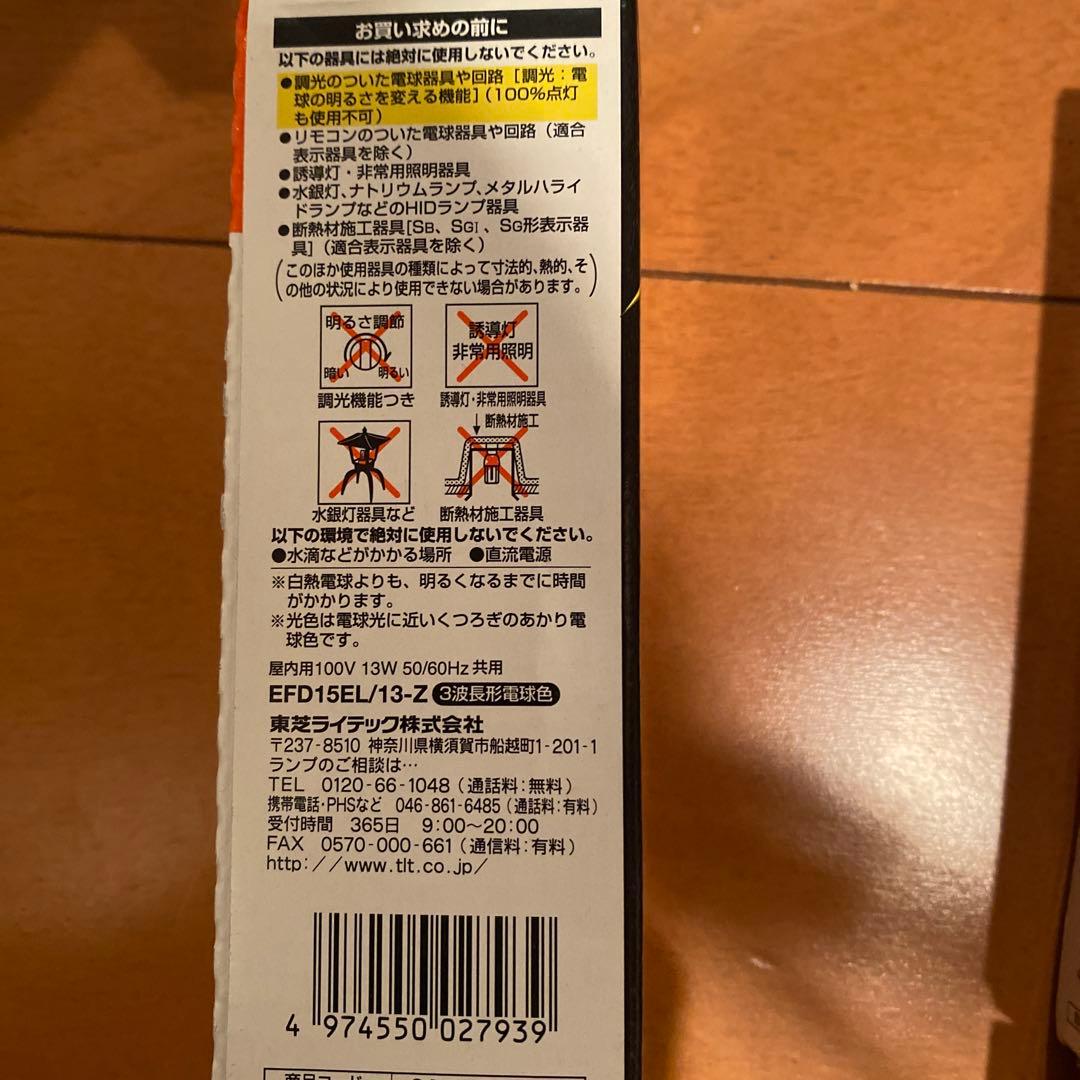 お買い求めの前に
以下の器具には絶対に使用しないでください。
●調光のついた電球器具や回路［調光：電
球の明るさを変える機能］(100%点灯
も使用不可)
●リモコンのついた電球器具や回路（適合
表示器具を除く）
●誘導灯・非常用照明器具
●水銀灯、ナトリウムランプ、メタルハライ
ドランプなどのHIDランプ器具
●断熱材施工器具[SB、SGI、SG形表示器
具]（適合表示器具を除く）
(このほか使用器具の種類によって寸法的、熱的、そ
の他の状況により使用できない場合があります。)
明るさ調節
暗い 明るい
調光機能つき
誘導灯
非常用照明
誘導灯・非常用照明器具
断熱材施工
水銀灯器具など 断熱材施工器具
以下の環境で絶対に使用しないでください。
●水滴などがかかる場所 ●直流電源
※白熱電球よりも、明るくなるまでに時間
がかかります。
※光色は電球光に近いくつろぎのあかり電
球色です。
屋内用100V 13W 50/60Hz 共用
EFD15EL/13-Z 3波長形電球色
東芝ライテック株式会社
〒237-8510 神奈川県横須賀市船越町1-201-1
ランプのご相談は…
TEL 0120-66-1048（通話料：無料）
携帯電話・PHSなど 046-861-6485（通話料：有料）
受付時間 365日 9:00～20:00
FAX 0570-000-661（通信料：有料）
http://www.tlt.co.jp/
4 974550 027939
商品コード